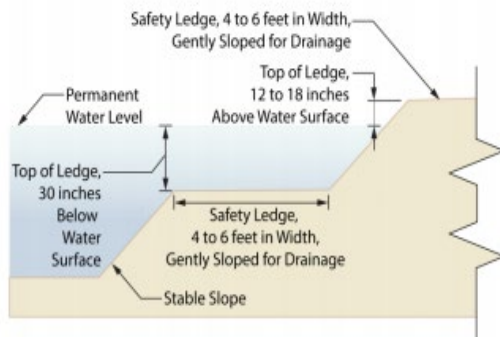 Safety Ledge, 4 to 6 feet in Width,
Gently Sloped for Drainage
Top of Ledge,
12 to 18 inches
Above Water Surface
Permanent
Water Level
Top of Ledge,
30 inches
Below
Water
Surface
Safety Ledge,
4 to 6 feet in Width,
Gently Sloped for Drainage
Stable Slope